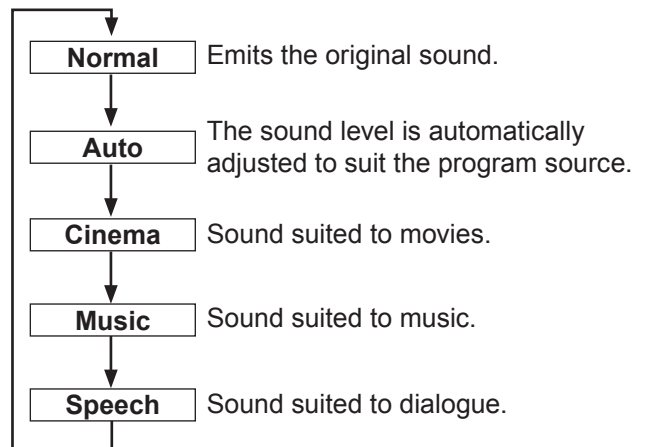 Normal Emits the original sound.
Auto The sound level is automatically
adjusted to suit the program source.
Cinema Sound suited to movies.
Music Sound suited to music.
Speech Sound suited to dialogue.